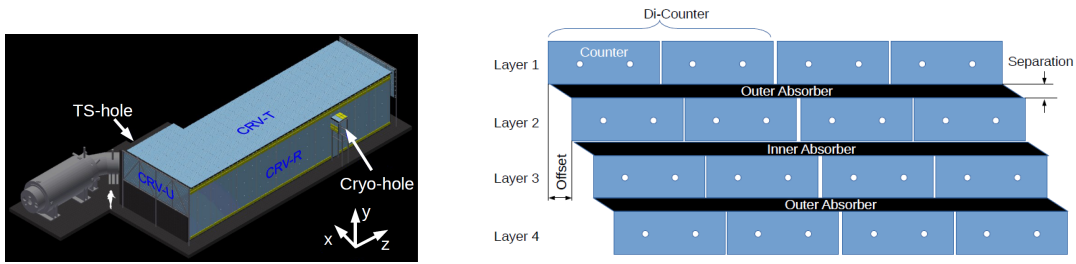 TS-hole
CRV-T
CRV-R
CRV-U
Cryo-hole
y
x
z
Di-Counter
Layer 1
Counter
Separation
Outer Absorber
Layer 2
Inner Absorber
Layer 3
Offset
Outer Absorber
Layer 4